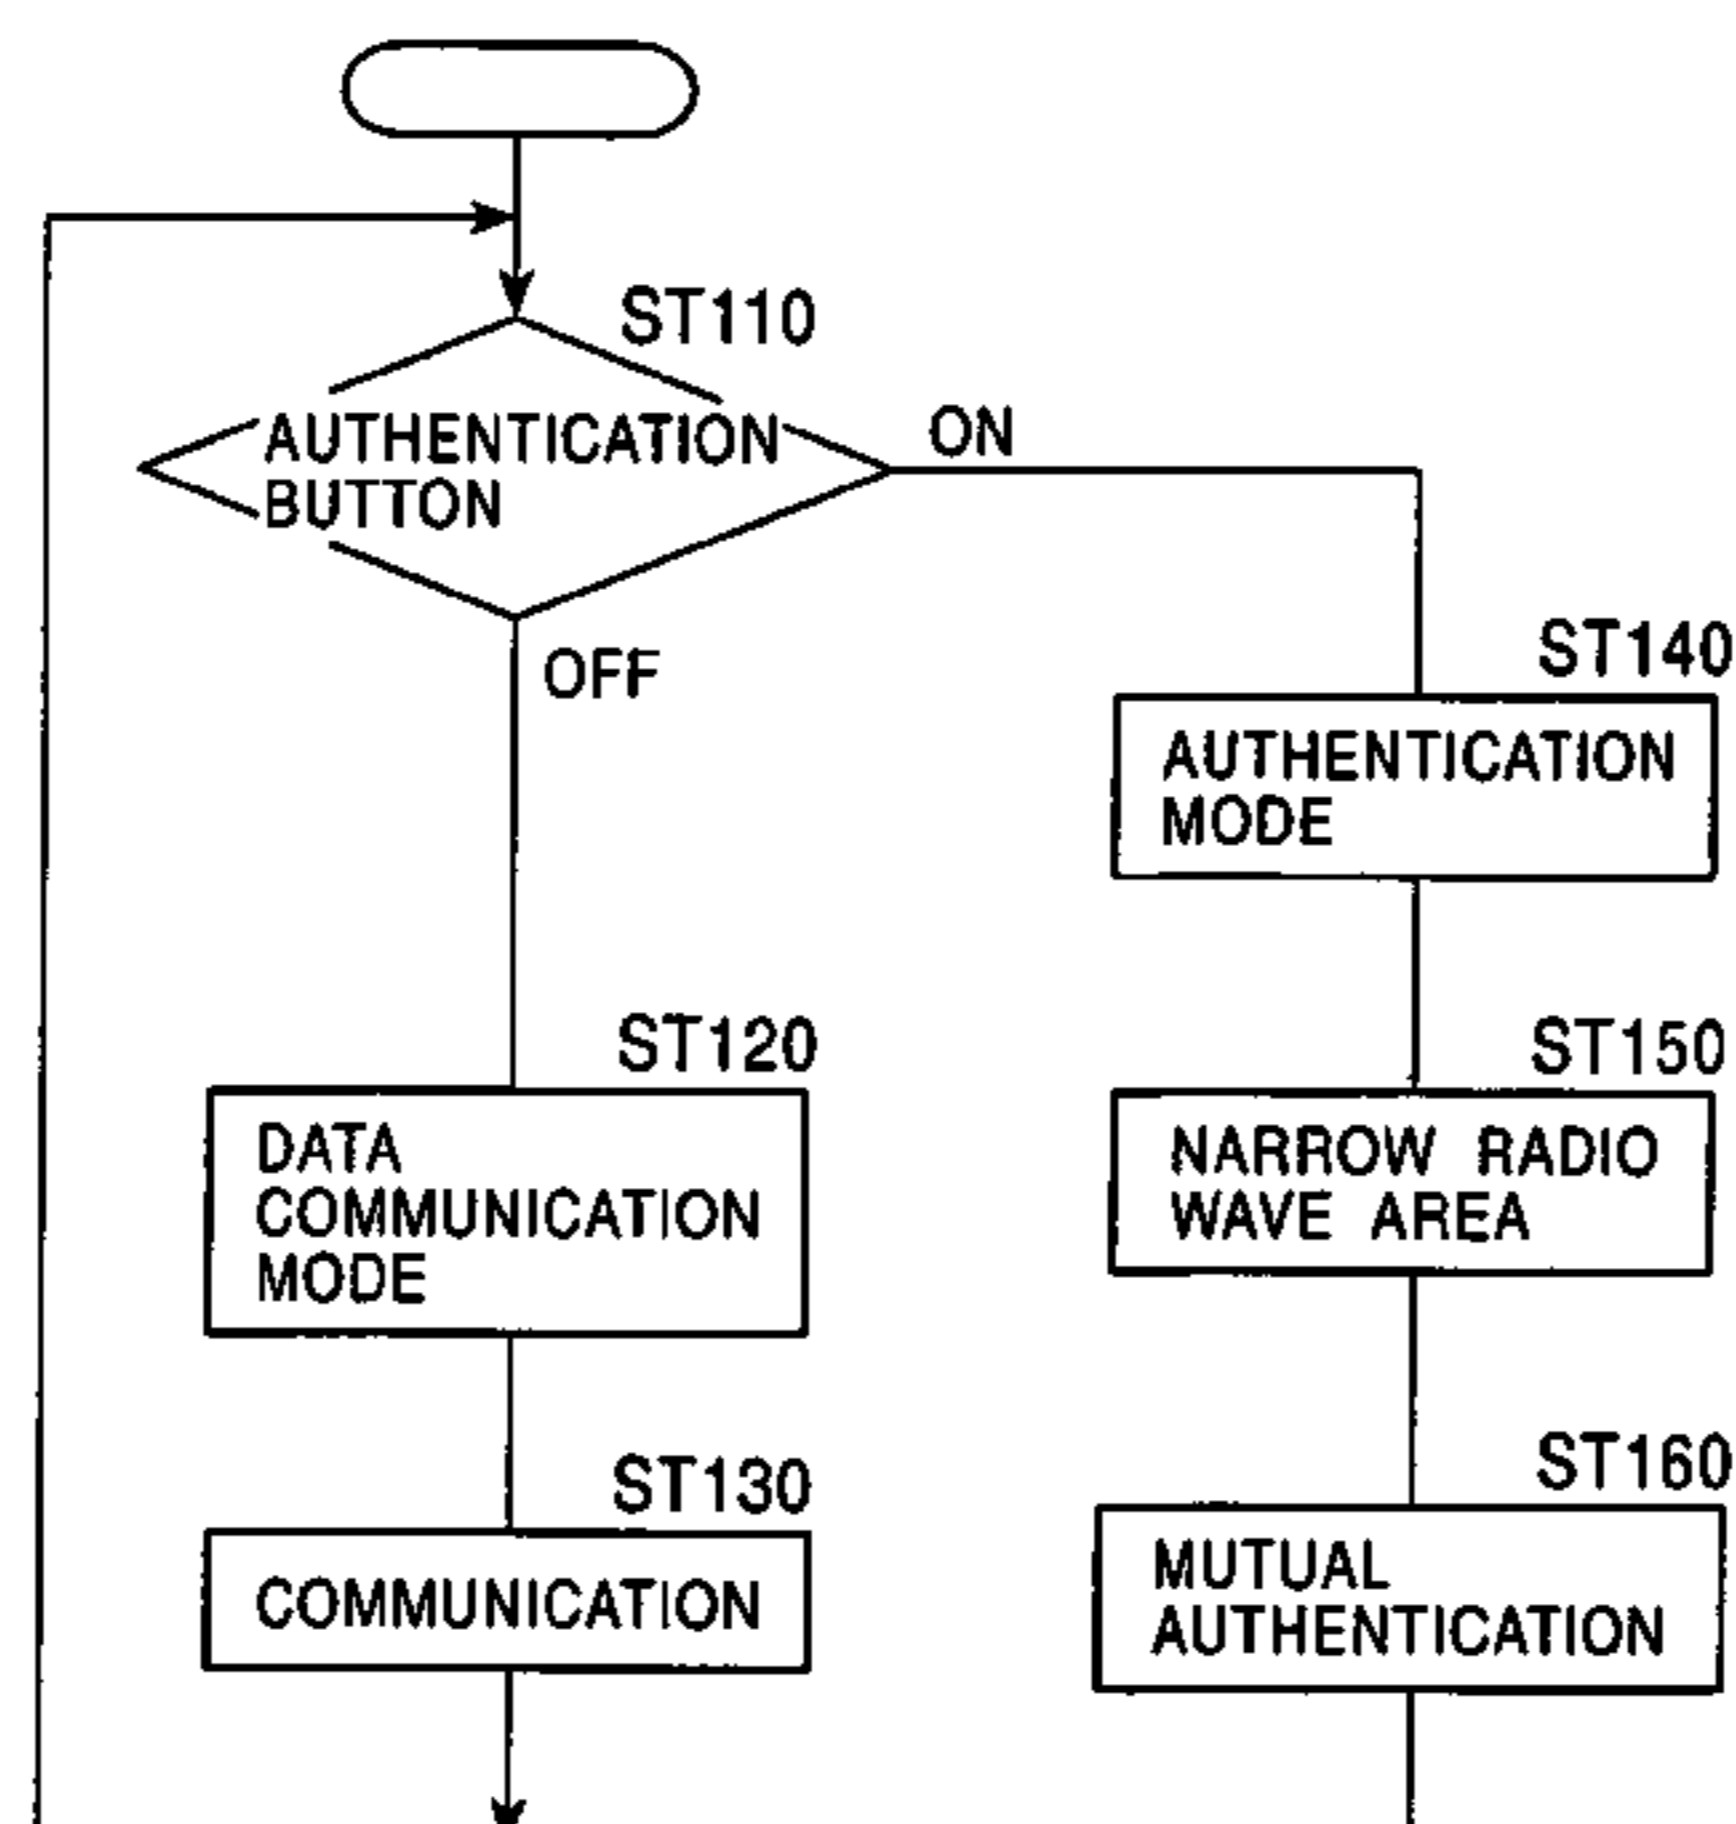 ST110
AUTHENTICATION
BUTTON
ON
OFF
ST140
AUTHENTICATION
MODE
ST120
DATA
COMMUNICATION
MODE
ST150
NARROW RADIO
WAVE AREA
ST130
COMMUNICATION
ST160
MUTUAL
AUTHENTICATION